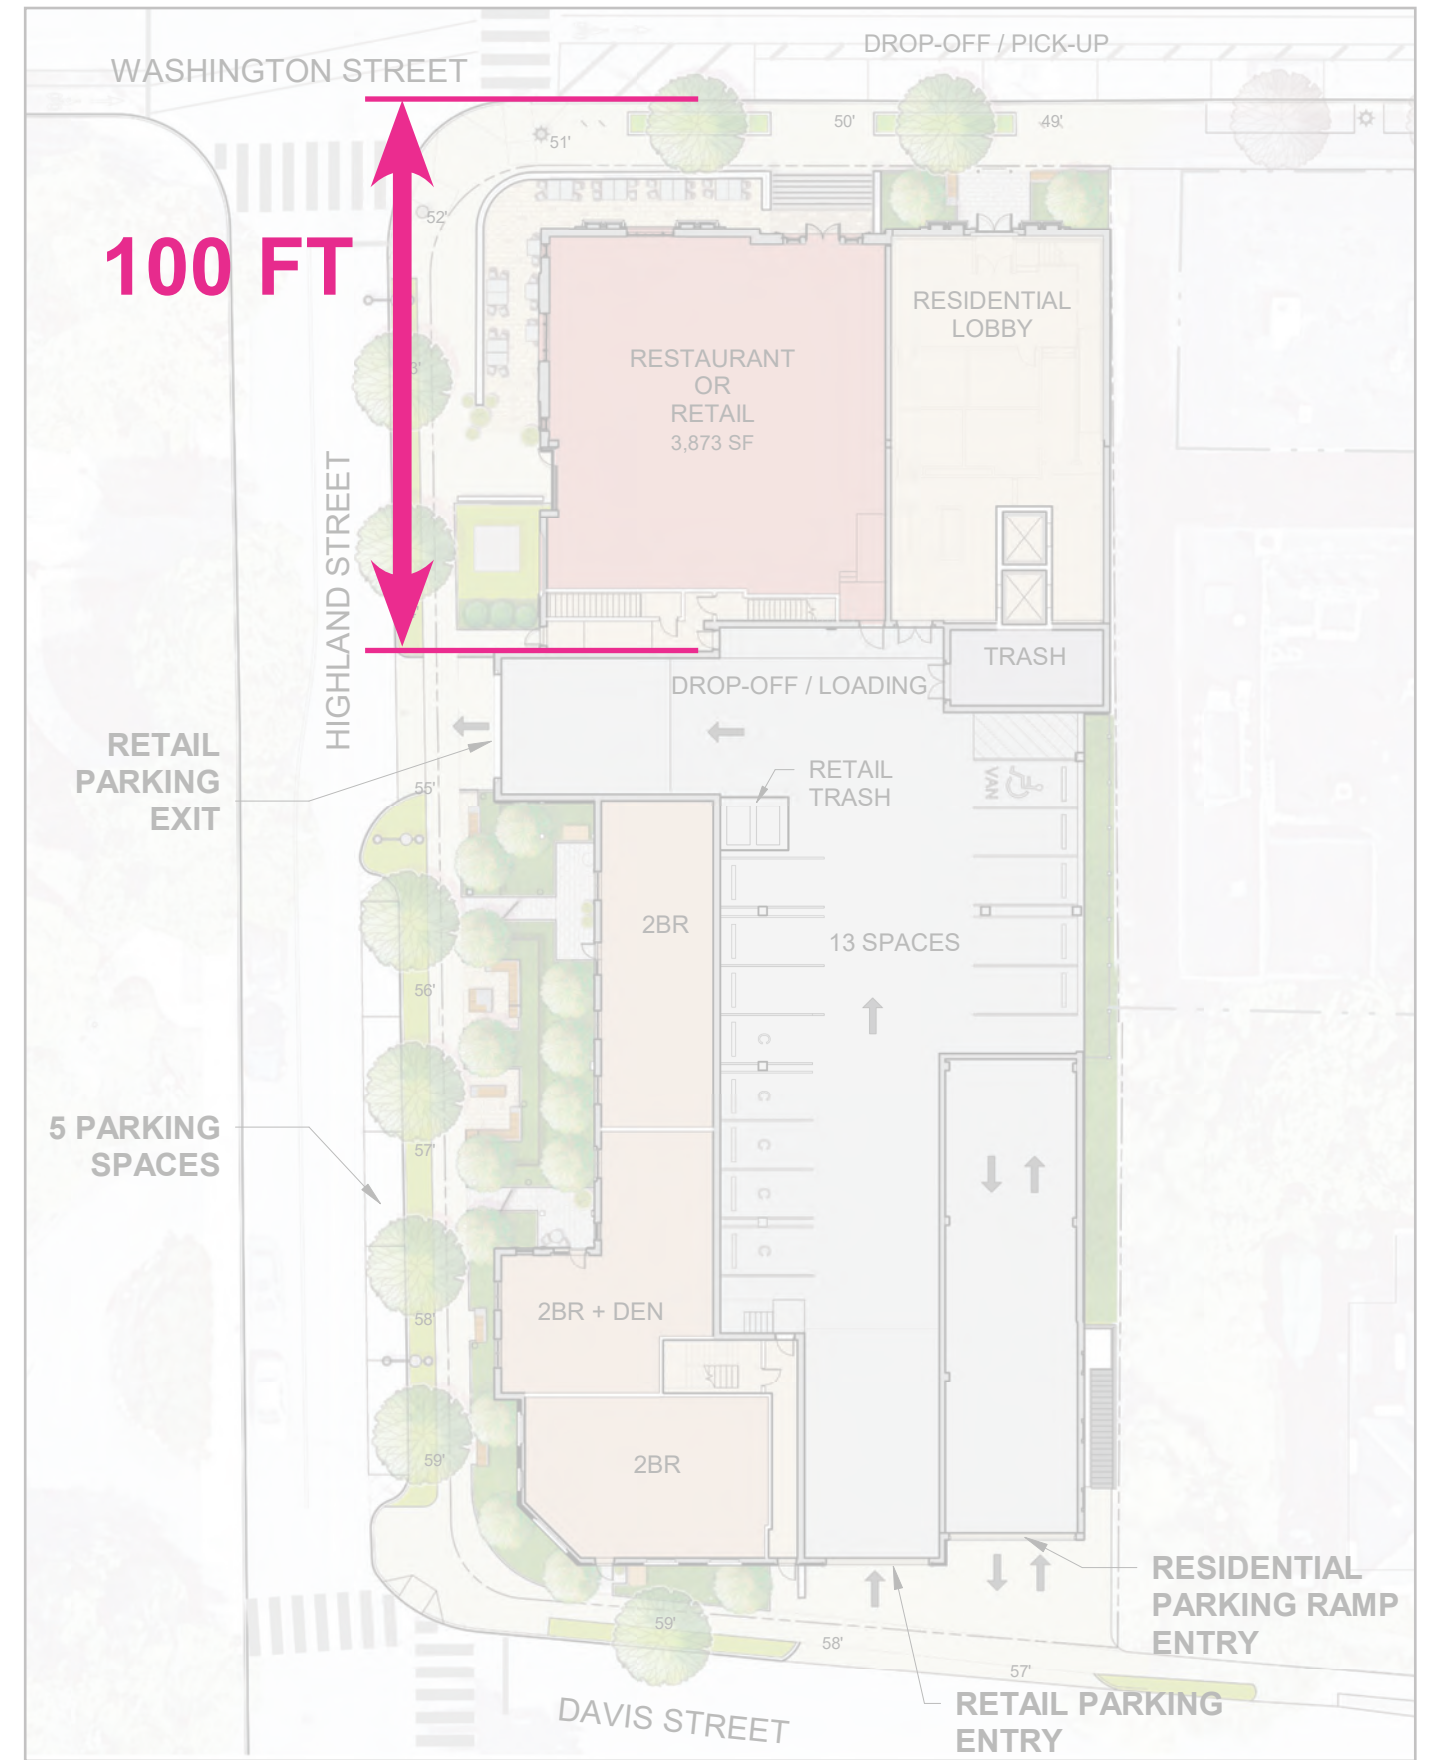 DROP-OFF / PICK-UP
WASHINGTON STREET
50'
49'
51'
52'
100 FT
RESIDENTIAL
LOBBY
RESTAURANT
OR
RETAIL
3,873 SF
HIGHLAND STREET
TRASH
DROP-OFF / LOADING
RETAIL
PARKING
EXIT
RETAIL
TRASH
VAN
55'
2BR
13 SPACES
56'
C
C
5 PARKING
SPACES
57'
C
C
C
2BR + DEN
58'
59'
2BR
RESIDENTIAL
PARKING RAMP
ENTRY
59'
58'
57'
RETAIL PARKING
ENTRY
DAVIS STREET